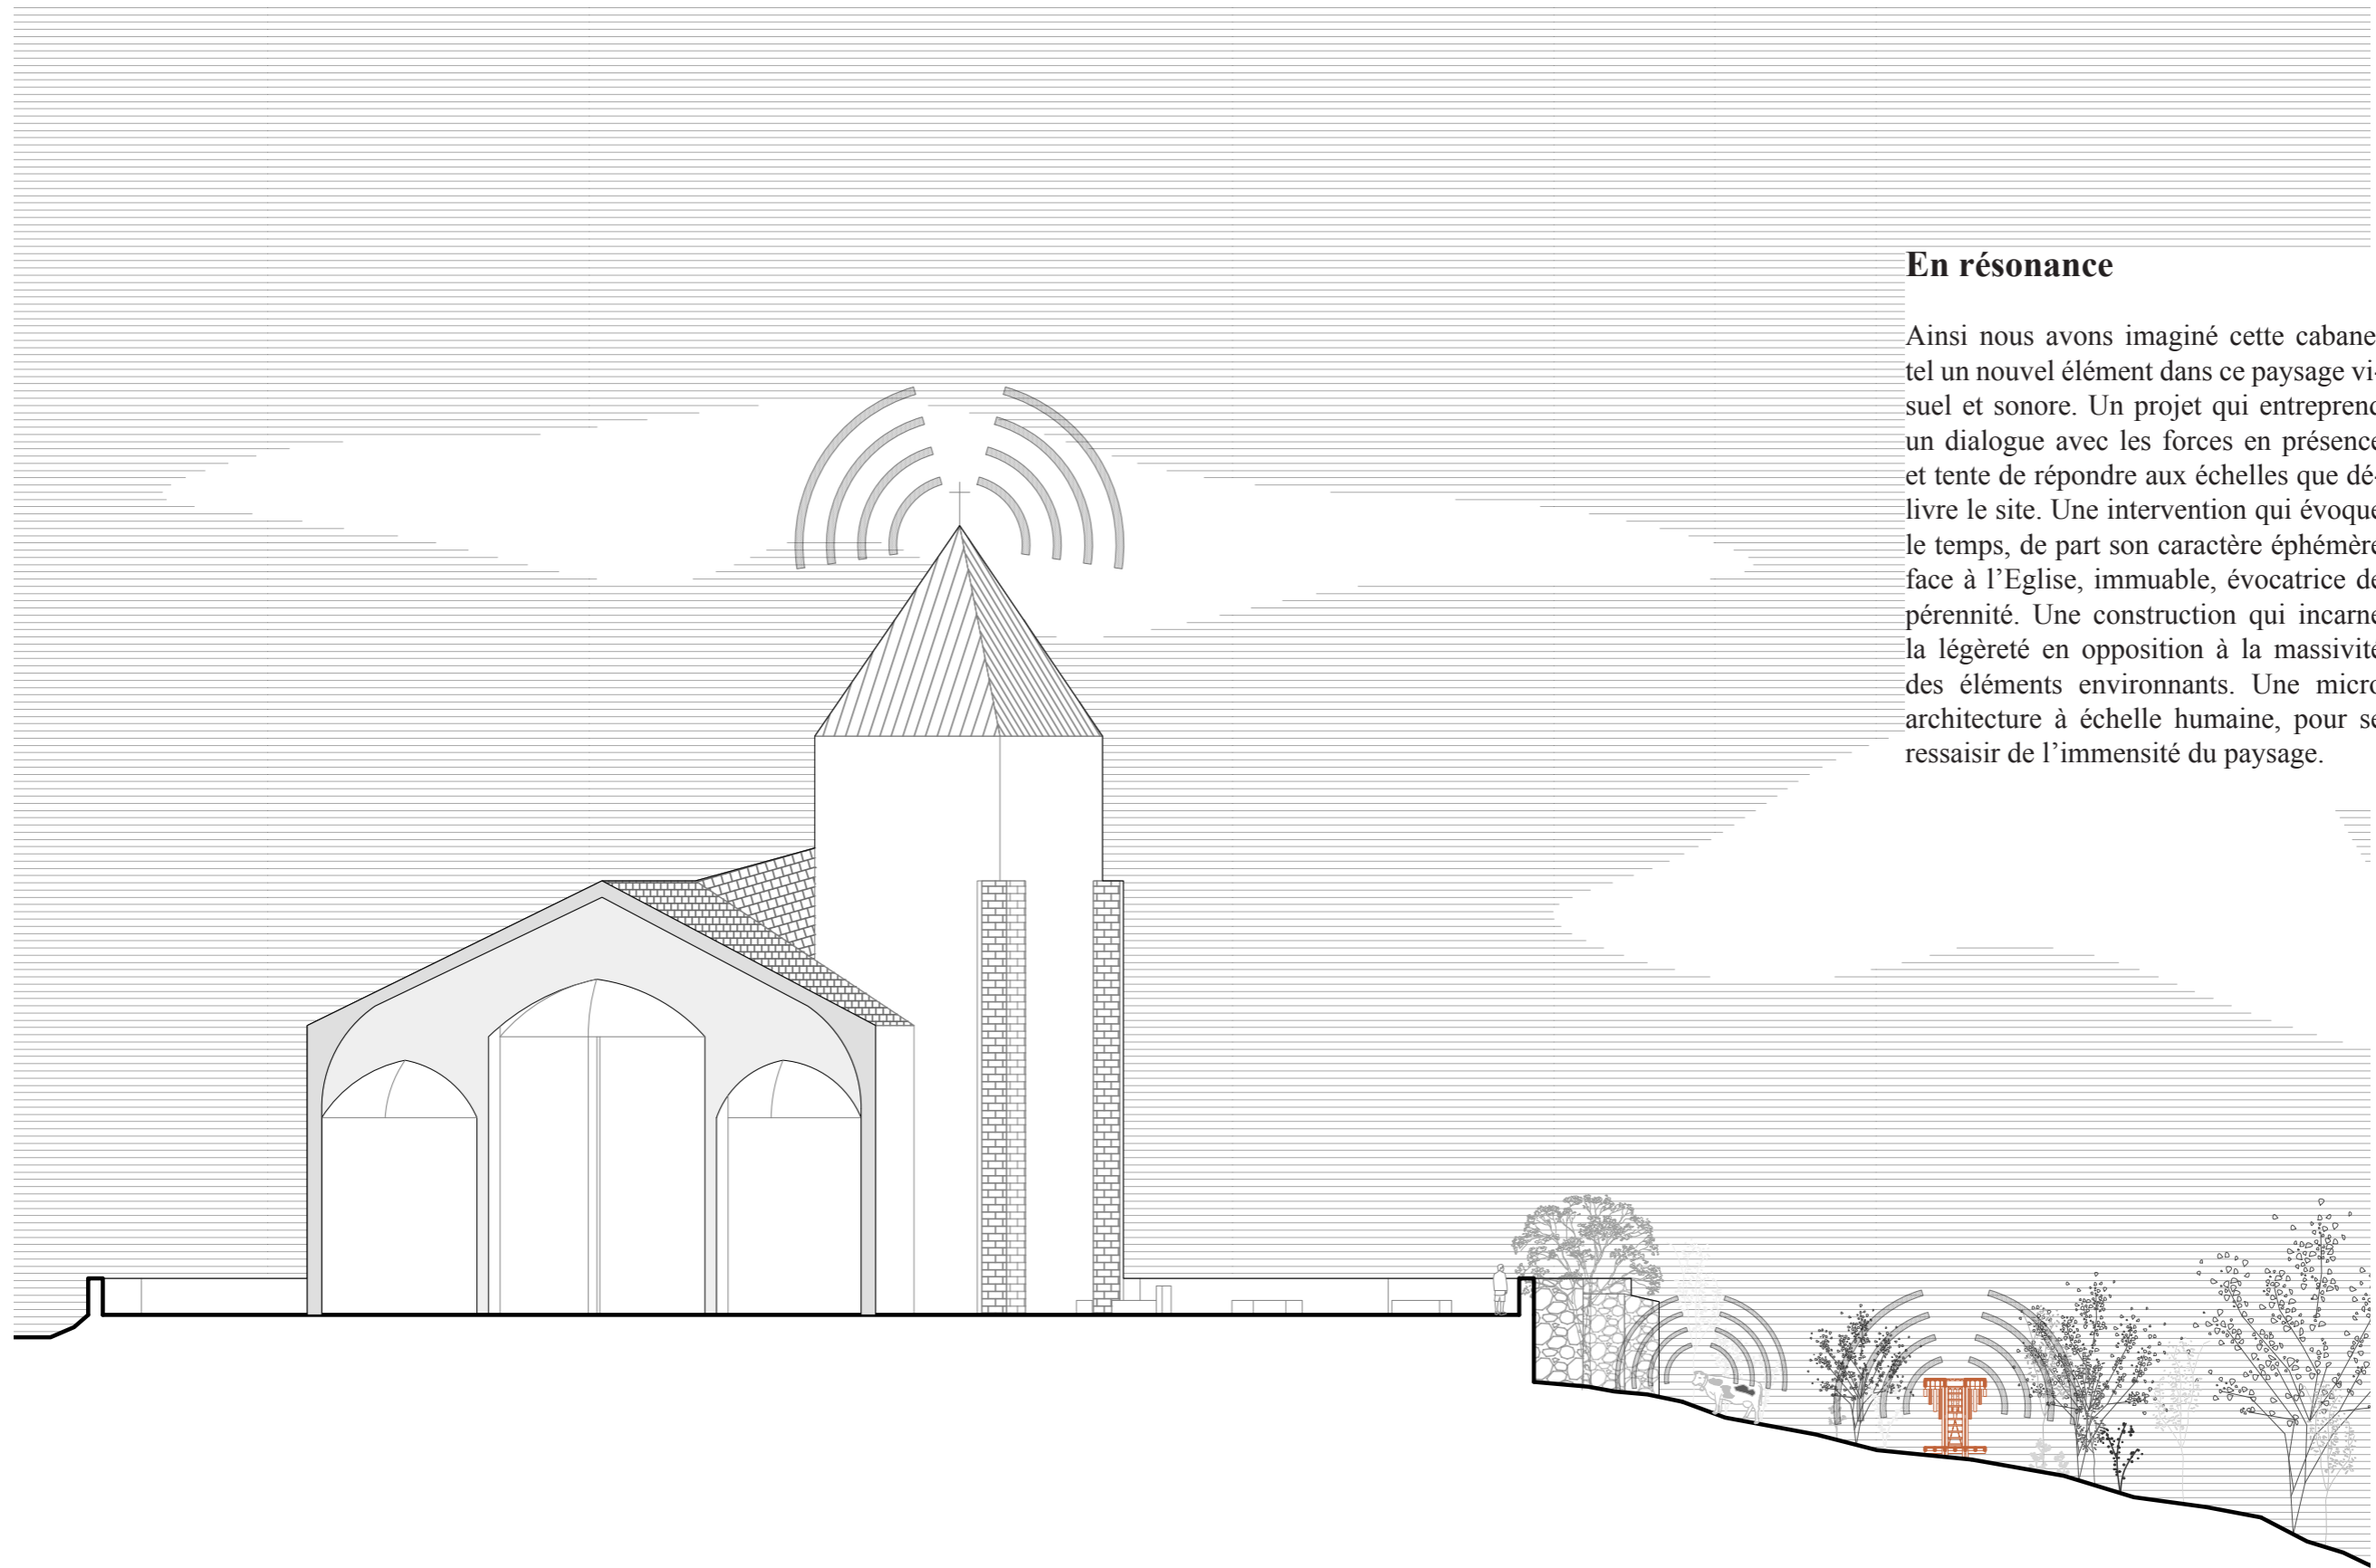 En résonance
Ainsi nous avons imaginé cette cabane,
tel un nouvel élément dans ce paysage vi-
suel et sonore. Un projet qui entreprend
un dialogue avec les forces en présence
et tente de répondre aux échelles que dé-
livre le site. Une intervention qui évoque
le temps, de part son caractère éphémère
face à l’Eglise, immuable, évocatrice de
pérennité. Une construction qui incarne
la légèreté en opposition à la massivité
des éléments environnants. Une micro
architecture à échelle humaine, pour se
ressaisir de l’immensité du paysage.